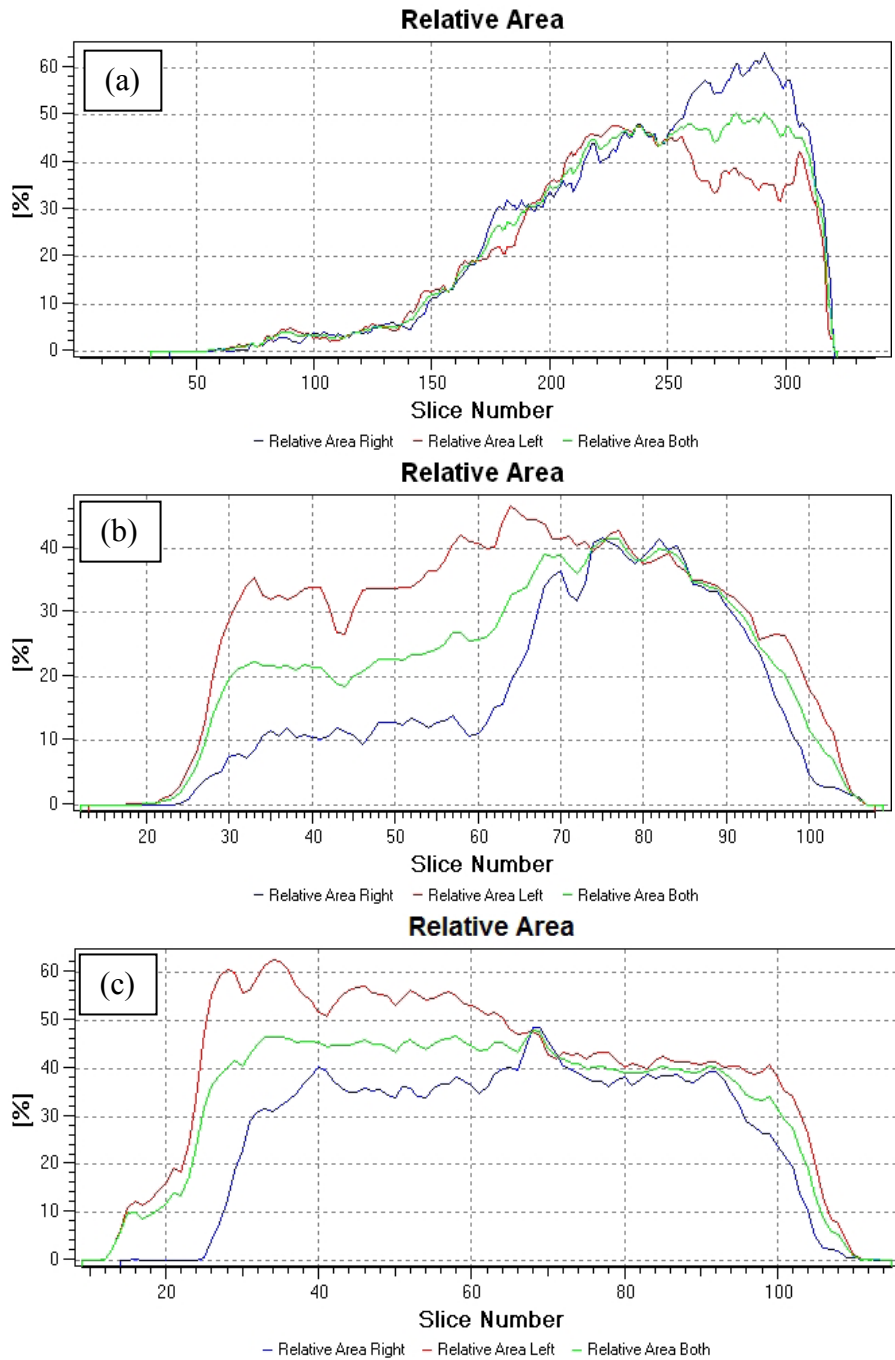 Relative Area
(a)
[%]
60
50
40
30
20
10
0
50 100 150 200 250 300
Slice Number
Relative Area Right Relative Area Left Relative Area Both
Relative Area
(b)
[%]
40
30
20
10
0
20 30 40 50 60 70 80 90 100
Slice Number
Relative Area Right Relative Area Left Relative Area Both
Relative Area
(c)
[%]
60
50
40
30
20
10
0
20 40 60 80 100
Slice Number
Relative Area Right Relative Area Left Relative Area Both